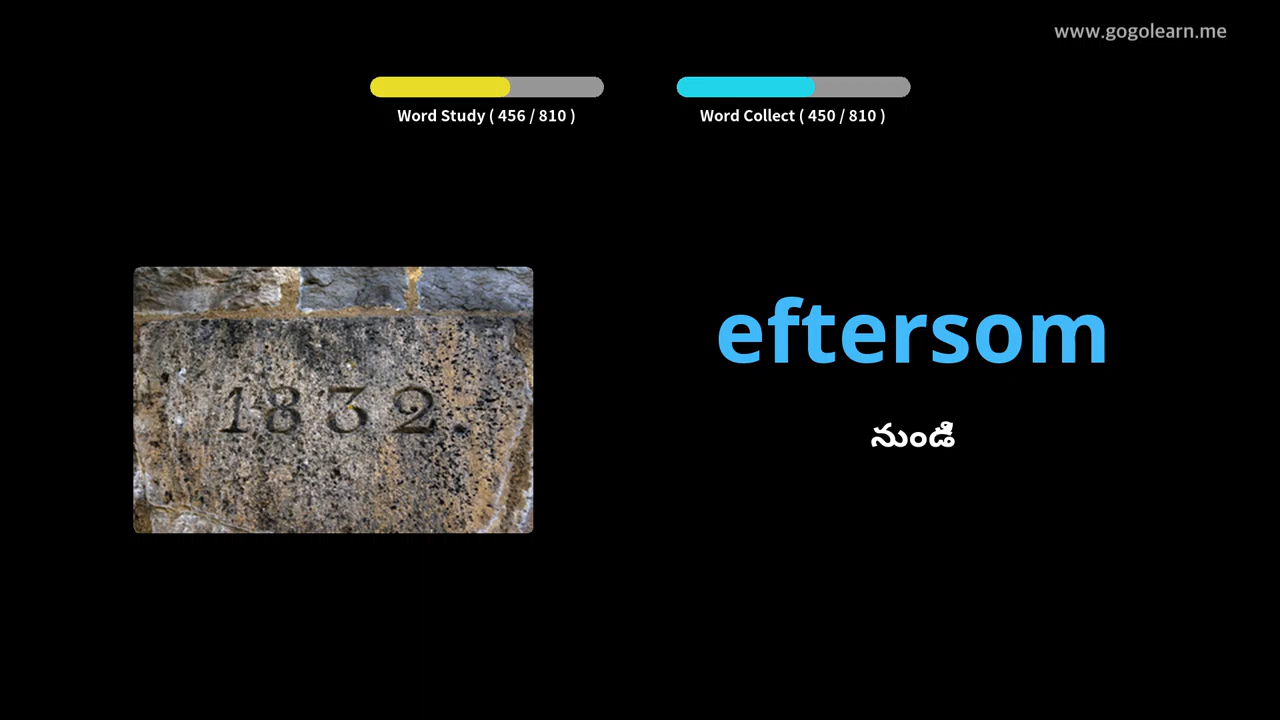 www.gogolearn.me
Word Study ( 456 / 810 )
Word Collect ( 450 / 810 )
1832.
eftersom
నుండి